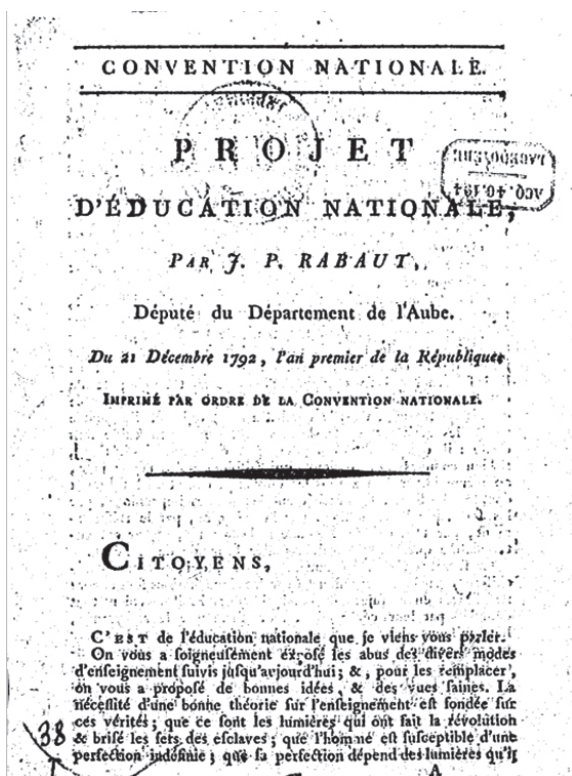 CONVENTION NATIONALE.
PROJET
D'ÉDUCATION NATIONALE,
PAR J. P. RABAUT,
Député du Département de l'Aube.
Du 21 Décembre 1792, l'an premier de la République.
IMPRIMÉ PAR ORDRE DE LA CONVENTION NATIONALE.
CITOYENS,
C'EST de l'éducation nationale que je viens vous parler.
On vous a ſoigneuſement expoſé les abus des divers modes
d'enſeignement ſuivis juſqu'aujourd'hui; &, pour les remplacer,
on vous a propoſé de bonnes idées, & des vues ſaines. La
néceſſité d'une bonne théorie ſur l'enſeignement eſt fondée ſur
ces vérités; que ce ſont les lumières qui ont fait la révolution
& briſé les fers des eſclaves; que l'homme eſt ſuſceptible d'une
perfection indéfinie; que ſa perfection dépend des lumières qu'il
38
A